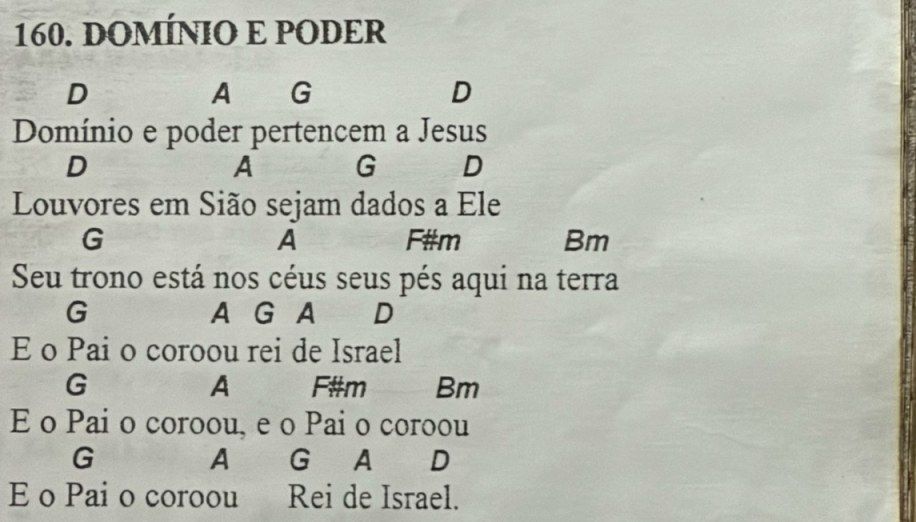 160. DOMÍNIO E PODER
D A G D
Domínio e poder pertencem a Jesus
D A G D
Louvores em Sião sejam dados a Ele
G A F#m Bm
Seu trono está nos céus seus pés aqui na terra
G A G A D
E o Pai o coroou rei de Israel
G A F#m Bm
E o Pai o coroou, e o Pai o coroou
G A G A D
E o Pai o coroou Rei de Israel.